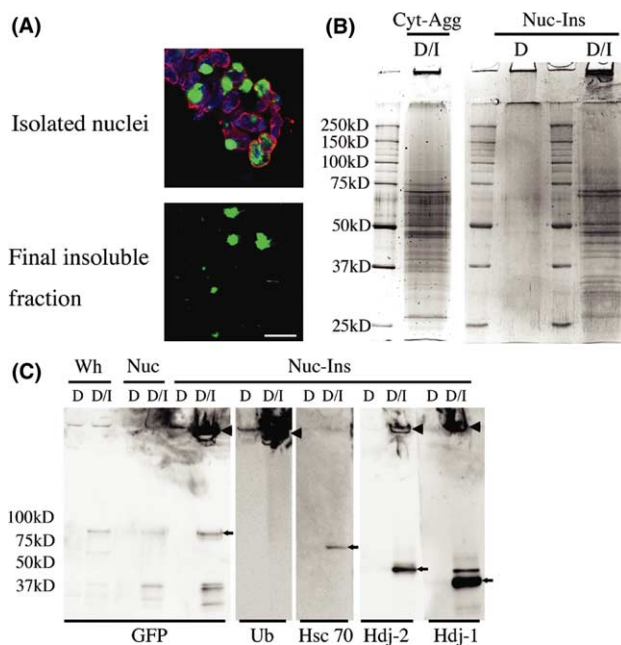 (A)
Isolated nuclei
Final insoluble
fraction
(B)
Cyt-Agg Nuc-Ins
D/I D D/I
250kD
150kD
100kD
75kD
50kD
37kD
25kD
(C)
Wh Nuc Nuc-Ins
D D/I D D/I D D/I D D/I D D/I D D/I D D/I
100kD
75kD
50kD
37kD
GFP Ub Hsc 70 Hdj-2 Hdj-1